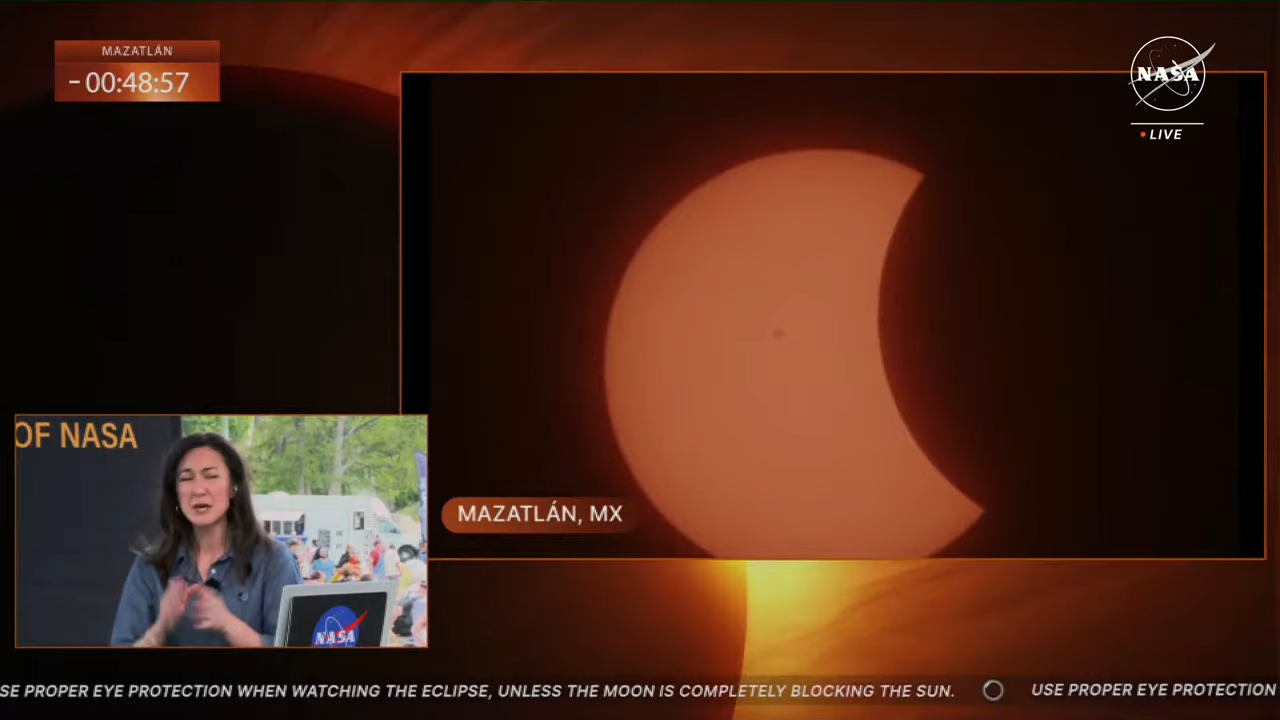 MAZATLÁN
-00:48:57
NASA
LIVE
OF NASA
MAZATLÁN, MX
NASA
SE PROPER EYE PROTECTION WHEN WATCHING THE ECLIPSE, UNLESS THE MOON IS COMPLETELY BLOCKING THE SUN. USE PROPER EYE PROTECTION